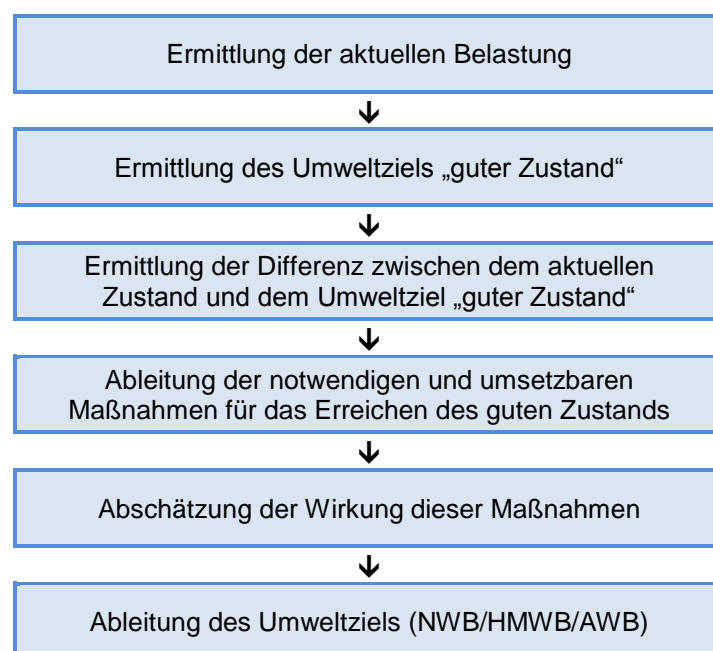 Ermittlung der aktuellen Belastung
Ermittlung des Umweltziels „guter Zustand“
Ermittlung der Differenz zwischen dem aktuellen
Zustand und dem Umweltziel „guter Zustand“
Ableitung der notwendigen und umsetzbaren
Maßnahmen für das Erreichen des guten Zustands
Abschätzung der Wirkung dieser Maßnahmen
Ableitung des Umweltziels (NWB/HMWB/AWB)